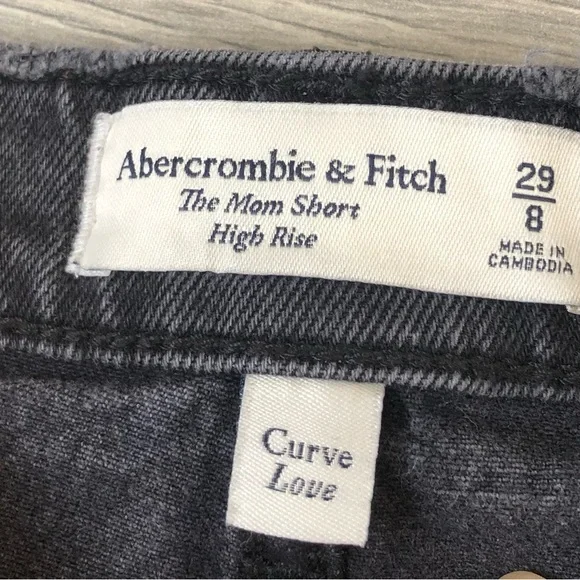 Abercrombie & Fitch
The Mom Short
High Rise
29
8
MADE IN
CAMBODIA
Curve
Love